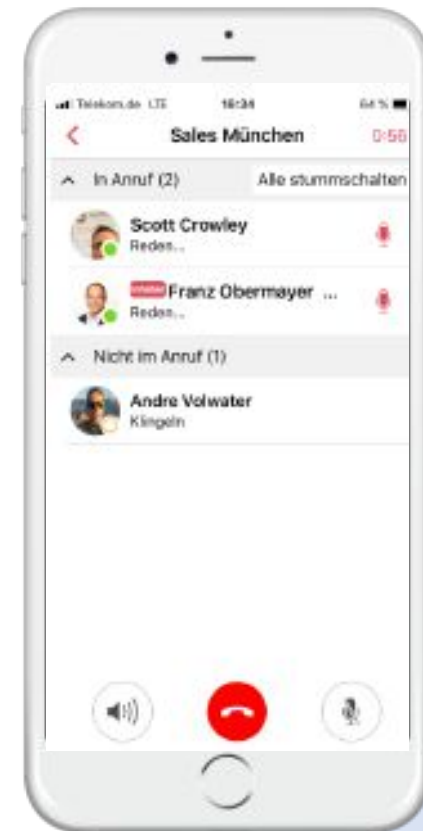 Telekom.de LTE 16:34 64 %
Sales München 0:56
In Anruf (2) Alle stummschalten
Scott Crowley
Reden...
Franz Obermayer ...
Reden...
Nicht im Anruf (1)
Andre Volwater
Klingeln